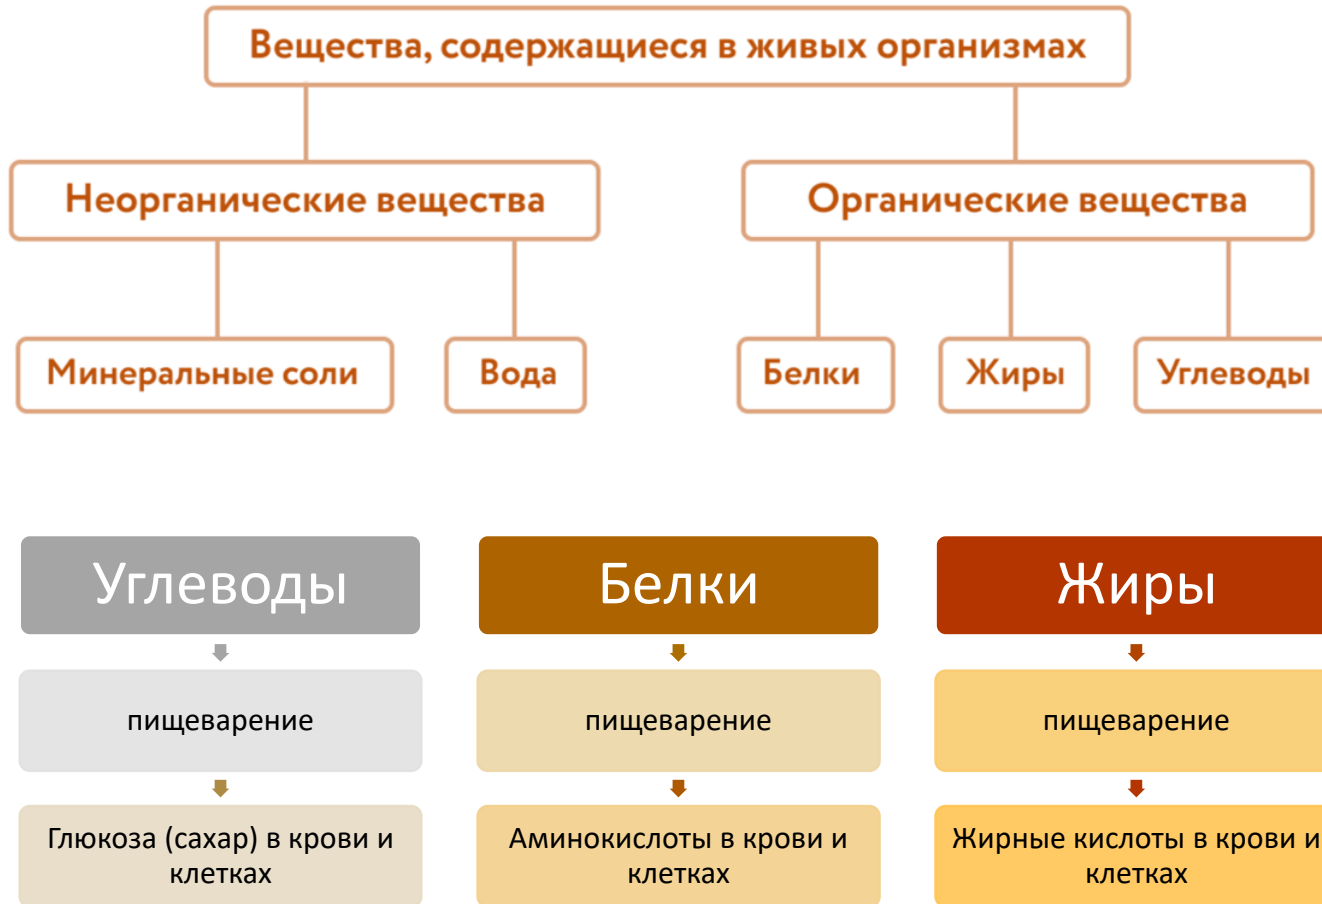 Вещества, содержащиеся в живых организмах
Неорганические вещества
Органические вещества
Минеральные соли
Вода
Белки
Жиры
Углеводы
Углеводы
Белки
Жиры
пищеварение
пищеварение
пищеварение
Глюкоза (сахар) в крови и
клетках
Аминокислоты в крови и
клетках
Жирные кислоты в крови и
клетках